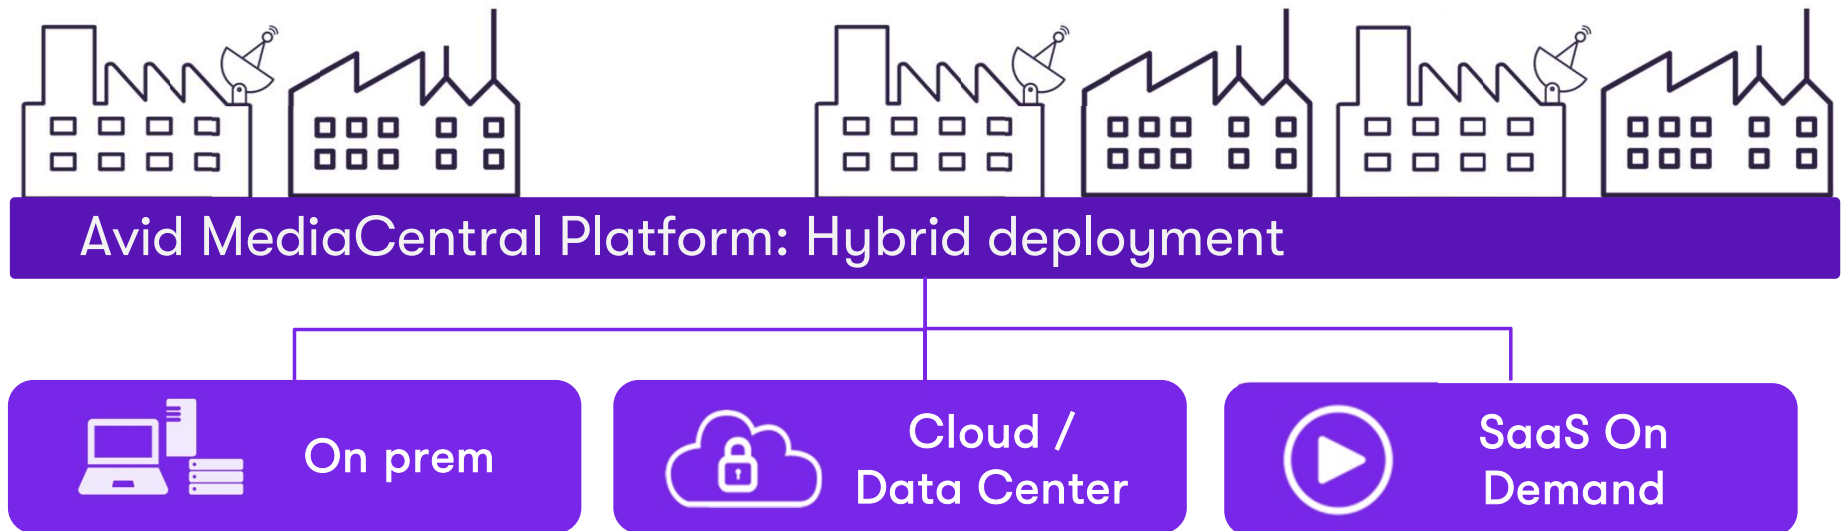 Avid MediaCentral Platform: Hybrid deployment
On prem
Cloud /
Data Center
SaaS On
Demand